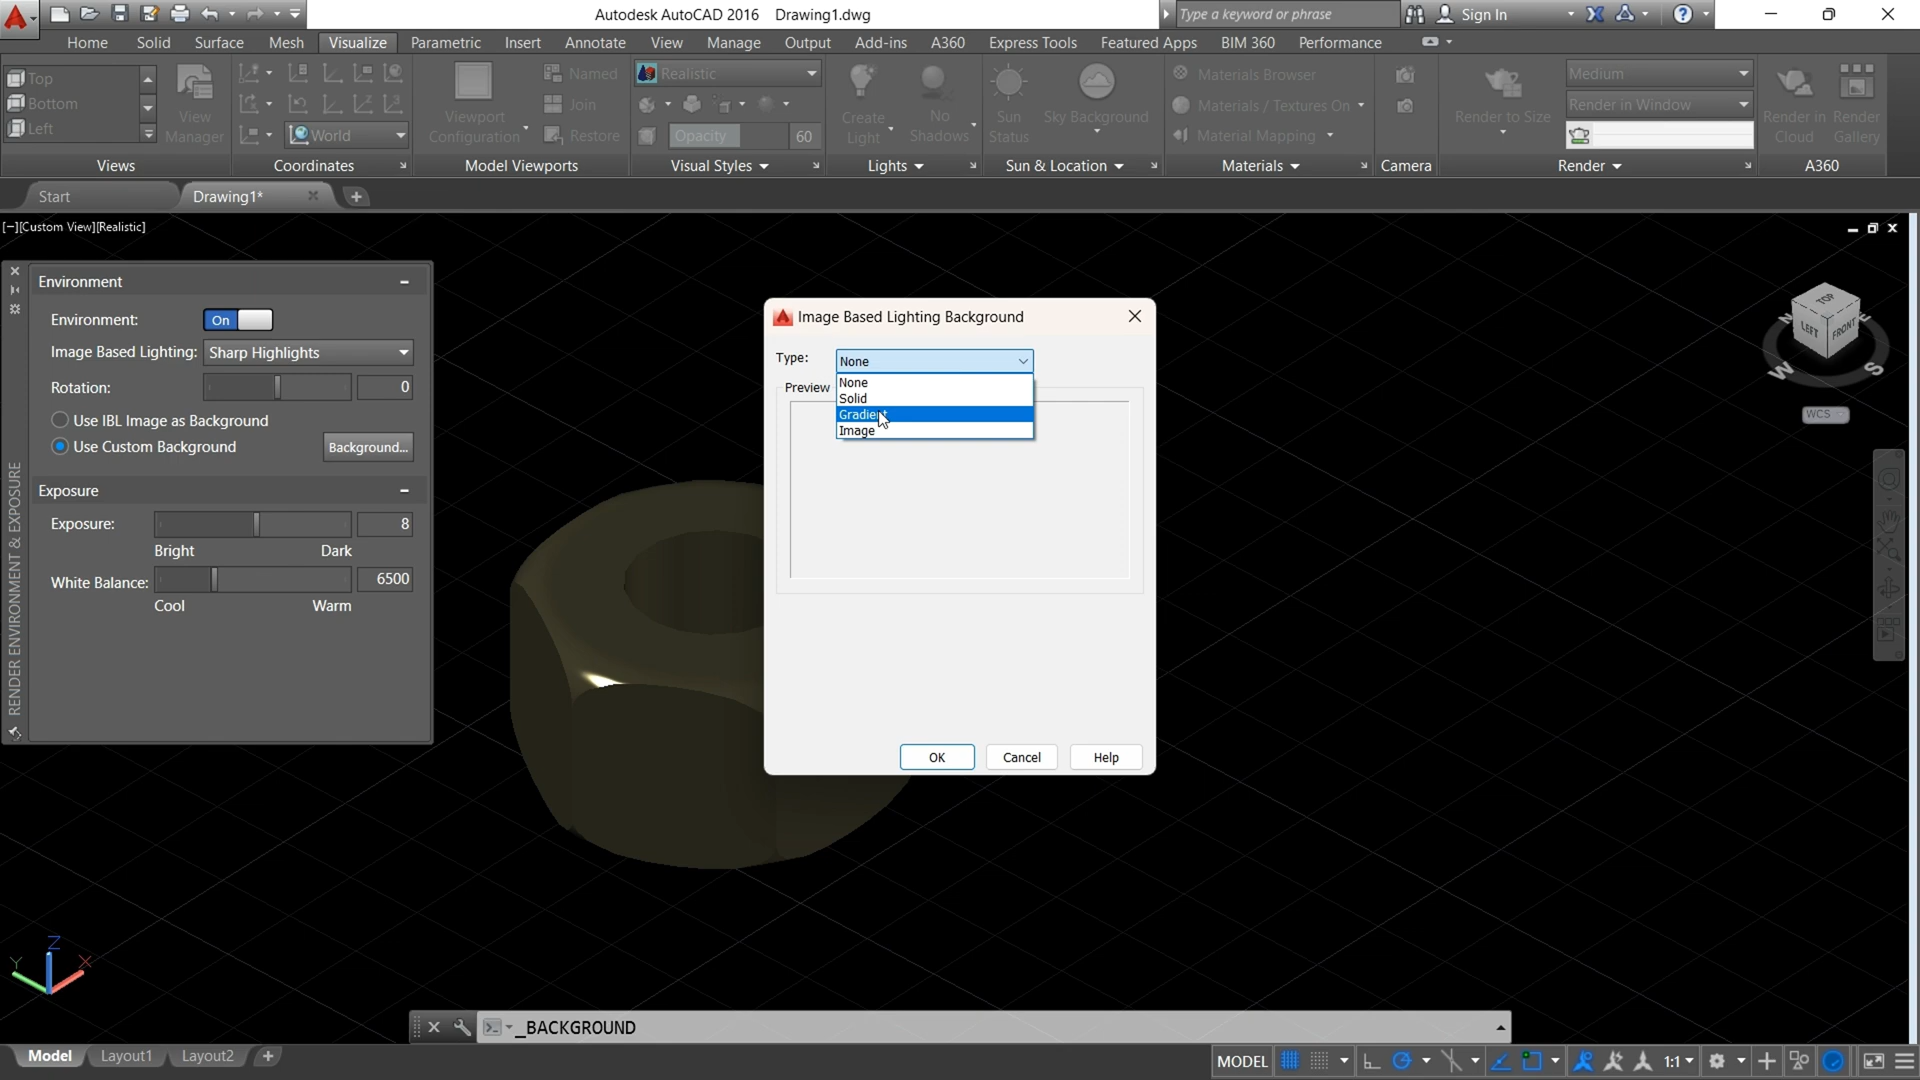 Autodesk AutoCAD 2016 Drawing1.dwg
Type a keyword or phrase
Sign In
Home Solid Surface Mesh Visualize Parametric Insert Annotate View Manage Output Add-ins A360 Express Tools Featured Apps BIM 360 Performance
Top
Bottom
Left
View
Manager
World
Viewport
Configuration
Named
Join
Restore
Realistic
Opacity 60
Create
Light
No
Shadows
Sun
Status
Sky Background
Materials Browser
Materials / Textures On
Material Mapping
Render to Size
Medium
Render in Window
Render in
Cloud
Render
Gallery
Views Coordinates Model Viewports Visual Styles Lights Sun & Location Materials Camera Render A360
Start Drawing1*
[−][Custom View][Realistic]
RENDER ENVIRONMENT & EXPOSURE
Environment
Environment: On
Image Based Lighting: Sharp Highlights
Rotation: 0
Use IBL Image as Background
Use Custom Background Background...
Exposure
Exposure: 8
Bright Dark
White Balance: 6500
Cool Warm
Image Based Lighting Background
Type: None
None
Preview
Solid
Gradient
Image
OK Cancel Help
TOP
LEFT FRONT
N E
W S
WCS
Z
Y X
_BACKGROUND
Model Layout1 Layout2
MODEL 1:1